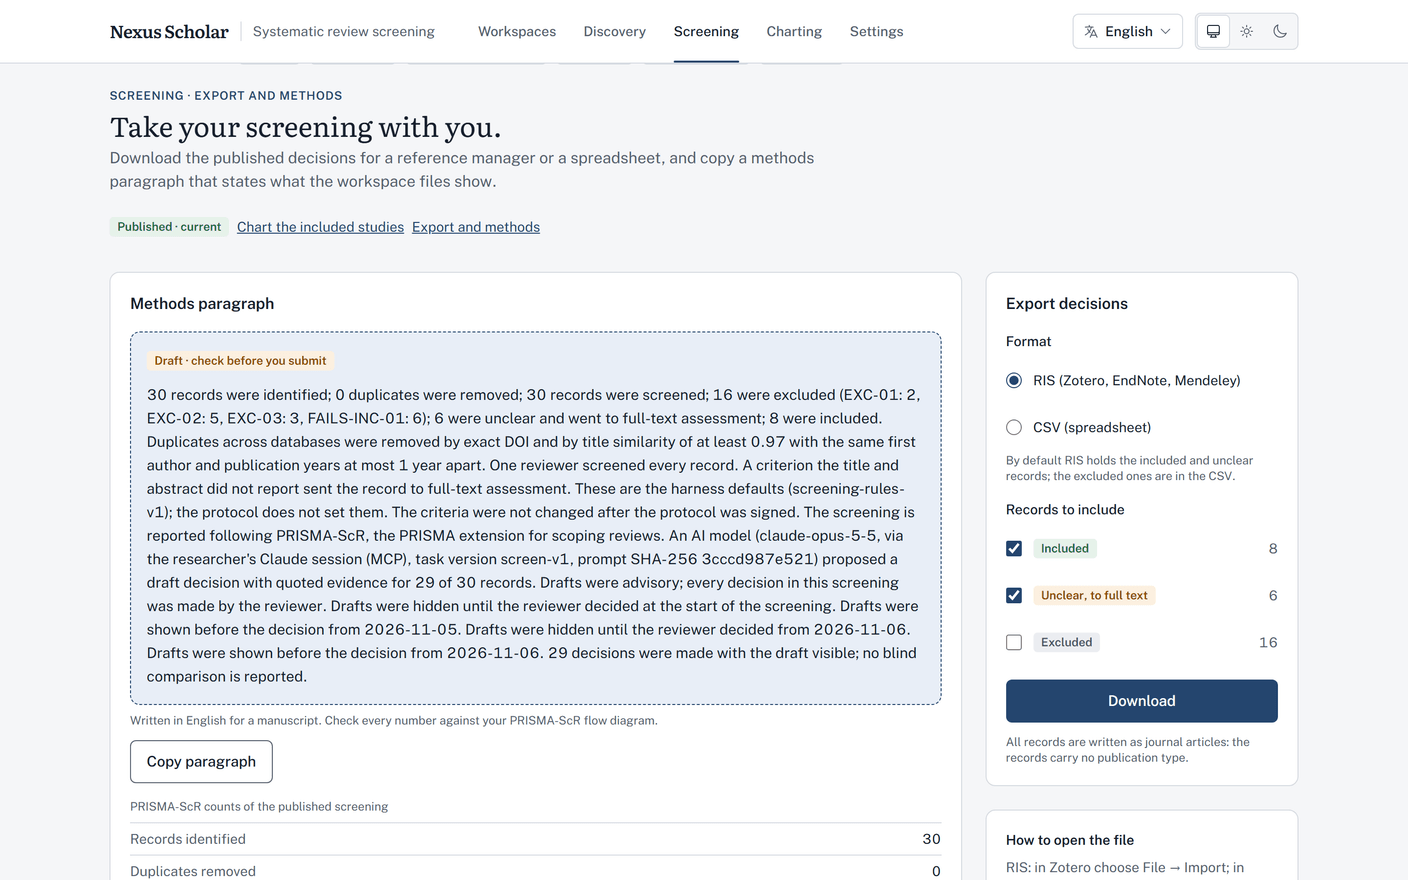 Nexus Scholar
Systematic review screening
Workspaces
Discovery
Screening
Charting
Settings
English
SCREENING · EXPORT AND METHODS
Take your screening with you.
Download the published decisions for a reference manager or a spreadsheet, and copy a methods
paragraph that states what the workspace files show.
Published · current
Chart the included studies
Export and methods
Methods paragraph
Draft · check before you submit
30 records were identified; 0 duplicates were removed; 30 records were screened; 16 were excluded (EXC-01: 2,
EXC-02: 5, EXC-03: 3, FAILS-INC-01: 6); 6 were unclear and went to full-text assessment; 8 were included.
Duplicates across databases were removed by exact DOI and by title similarity of at least 0.97 with the same first
author and publication years at most 1 year apart. One reviewer screened every record. A criterion the title and
abstract did not report sent the record to full-text assessment. These are the harness defaults (screening-rules-
v1); the protocol does not set them. The criteria were not changed after the protocol was signed. The screening is
reported following PRISMA-ScR, the PRISMA extension for scoping reviews. An AI model (claude-opus-5-5, via
the researcher's Claude session (MCP), task version screen-v1, prompt SHA-256 3cccd987e521) proposed a
draft decision with quoted evidence for 29 of 30 records. Drafts were advisory; every decision in this screening
was made by the reviewer. Drafts were hidden until the reviewer decided at the start of the screening. Drafts were
shown before the decision from 2026-11-05. Drafts were hidden until the reviewer decided from 2026-11-06.
Drafts were shown before the decision from 2026-11-06. 29 decisions were made with the draft visible; no blind
comparison is reported.
Written in English for a manuscript. Check every number against your PRISMA-ScR flow diagram.
Copy paragraph
PRISMA-ScR counts of the published screening
Records identified 30
Duplicates removed 0
Export decisions
Format
RIS (Zotero, EndNote, Mendeley)
CSV (spreadsheet)
By default RIS holds the included and unclear
records; the excluded ones are in the CSV.
Records to include
Included 8
Unclear, to full text 6
Excluded 16
Download
All records are written as journal articles: the
records carry no publication type.
How to open the file
RIS: in Zotero choose File → Import; in